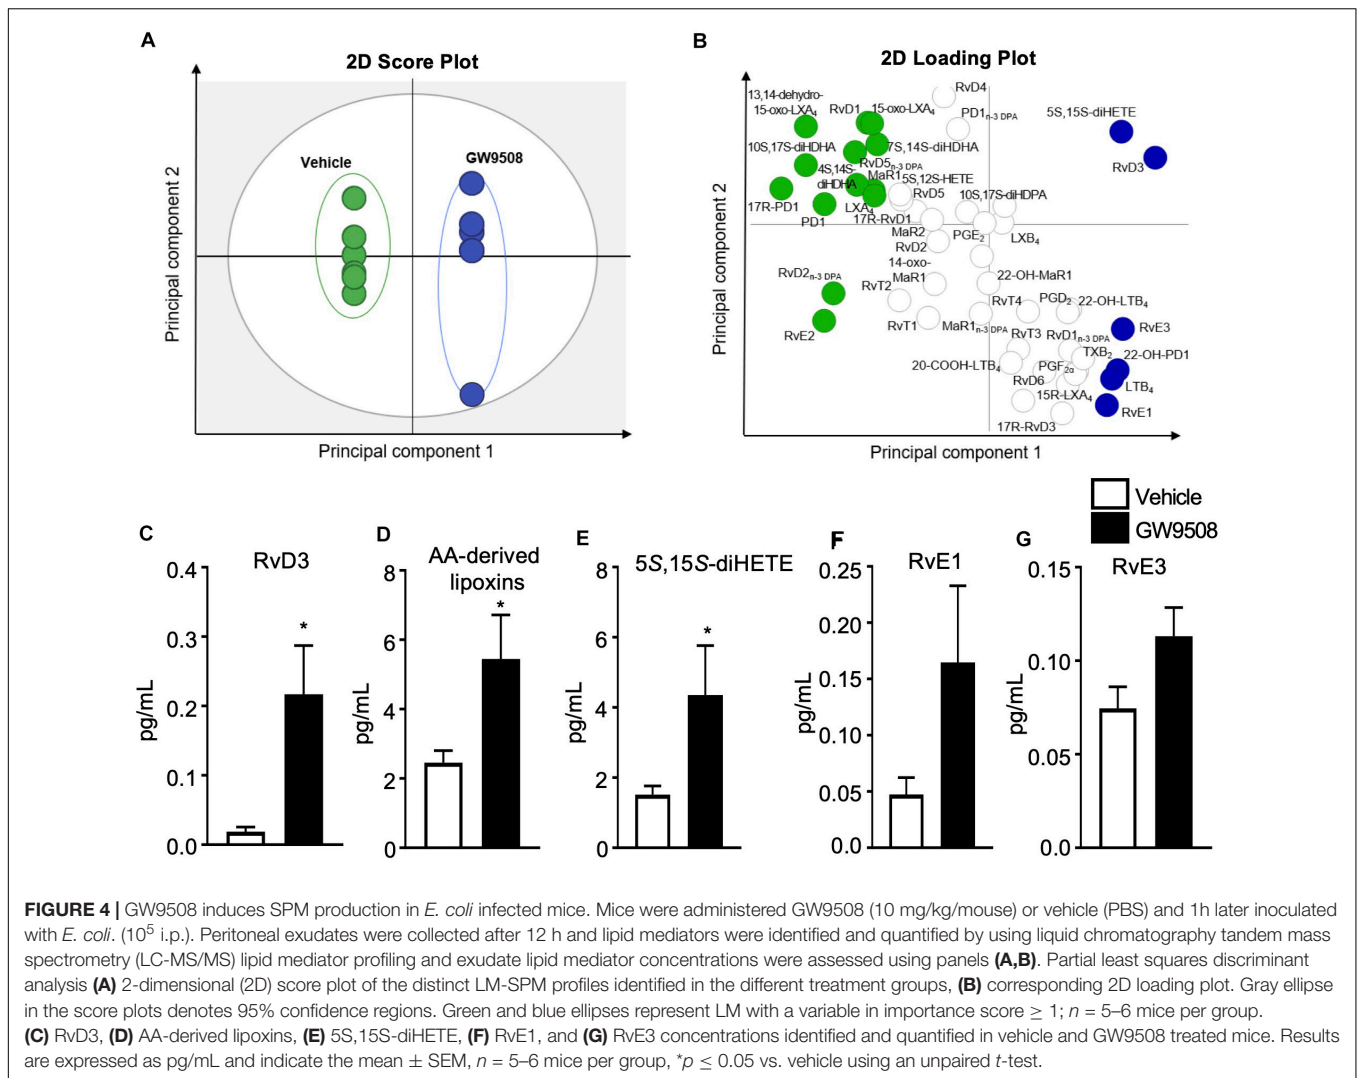 A
2D Score Plot
Vehicle
GW9508
Principal component 2
Principal component 1
B
2D Loading Plot
13,14-dehydro-
15-oxo-LXA4
RvD1
15-oxo-LXA4
RvD4
PD1n-3 DPA
5S,15S-diHETE
RvD3
10S,17S-diHDHA
7S,14S-diHDHA
4S,14S-
diHDHA
RvD5n-3 DPA
MaR1
5S,12S-HETE
RvD5
10S,17S-diHDPA
17R-PD1
PD1
LXA4
17R-RvD1
MaR2
RvD2
PGE2
LXB4
14-oxo-
MaR1
22-OH-MaR1
RvD2n-3 DPA
RvT2
RvE2
RvT1
MaR1n-3 DPA
RvT4
PGD2
22-OH-LTB4
RvE3
RvT3
RvD1n-3 DPA
TXB2
22-OH-PD1
20-COOH-LTB4
PGF2α
RvD6
LTB4
15R-LXA4
RvE1
17R-RvD3
Principal component 2
Principal component 1
Vehicle
GW9508
C
RvD3
pg/mL
0.4
0.3
0.2
0.1
0.0
*
D
AA-derived
lipoxins
pg/mL
8
6
4
2
0
*
E
5S,15S-diHETE
pg/mL
8
6
4
2
0
*
F
RvE1
pg/mL
0.25
0.20
0.15
0.10
0.05
0.0
G
RvE3
pg/mL
0.15
0.10
0.05
0.0
FIGURE 4 | GW9508 induces SPM production in E. coli infected mice. Mice were administered GW9508 (10 mg/kg/mouse) or vehicle (PBS) and 1h later inoculated
with E. coli. (10⁵ i.p.). Peritoneal exudates were collected after 12 h and lipid mediators were identified and quantified by using liquid chromatography tandem mass
spectrometry (LC-MS/MS) lipid mediator profiling and exudate lipid mediator concentrations were assessed using panels (A,B). Partial least squares discriminant
analysis (A) 2-dimensional (2D) score plot of the distinct LM-SPM profiles identified in the different treatment groups, (B) corresponding 2D loading plot. Gray ellipse
in the score plots denotes 95% confidence regions. Green and blue ellipses represent LM with a variable in importance score ≥ 1; n = 5–6 mice per group.
(C) RvD3, (D) AA-derived lipoxins, (E) 5S,15S-diHETE, (F) RvE1, and (G) RvE3 concentrations identified and quantified in vehicle and GW9508 treated mice. Results
are expressed as pg/mL and indicate the mean ± SEM, n = 5–6 mice per group, *p ≤ 0.05 vs. vehicle using an unpaired t-test.